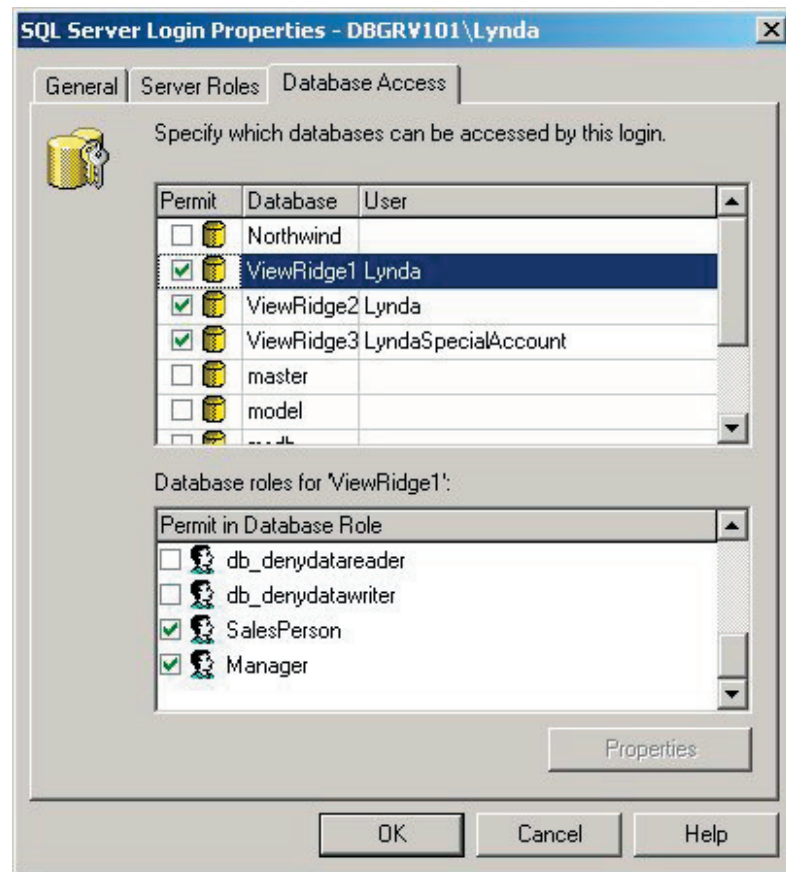 SQL Server Login Properties - DBGRV101\Lynda
General Server Roles Database Access
Specify which databases can be accessed by this login.
Permit Database User
Northwind
ViewRidge1 Lynda
ViewRidge2 Lynda
ViewRidge3 LyndaSpecialAccount
master
model
Database roles for 'ViewRidge1':
Permit in Database Role
db_denydatareader
db_denydatawriter
SalesPerson
Manager
Properties
OK Cancel Help